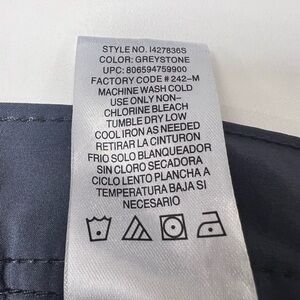 STYLE NO. I427B36S
COLOR: GREYSTONE
UPC: 806594759900
FACTORY CODE # 242-M
MACHINE WASH COLD
USE ONLY NON-
CHLORINE BLEACH
TUMBLE DRY LOW
COOL IRON AS NEEDED
RETIRAR LA CINTURON
FRIO SOLO BLANQUEADOR
SIN CLORO SECADORA
CICLO LENTO PLANCHA A
TEMPERATURA BAJA SI
NECESARIO